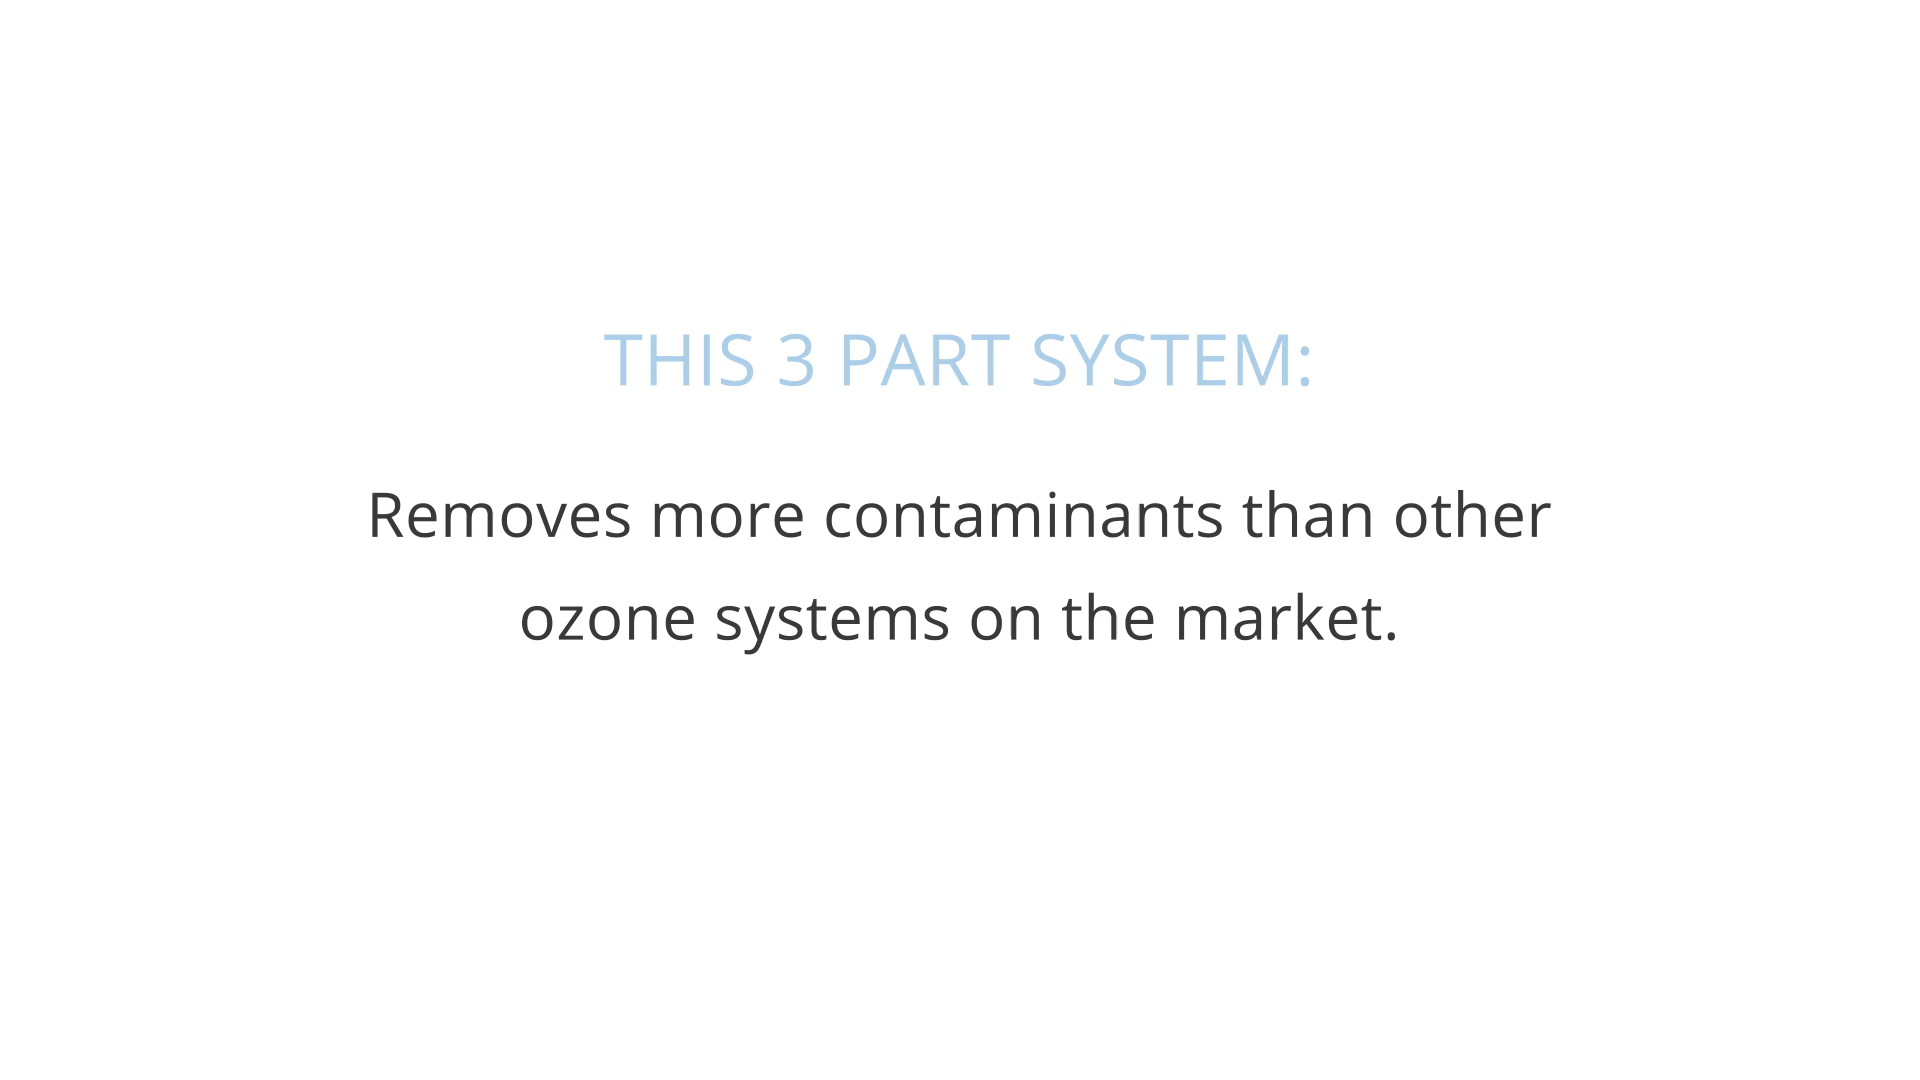 THIS 3 PART SYSTEM:
Removes more contaminants than other
ozone systems on the market.